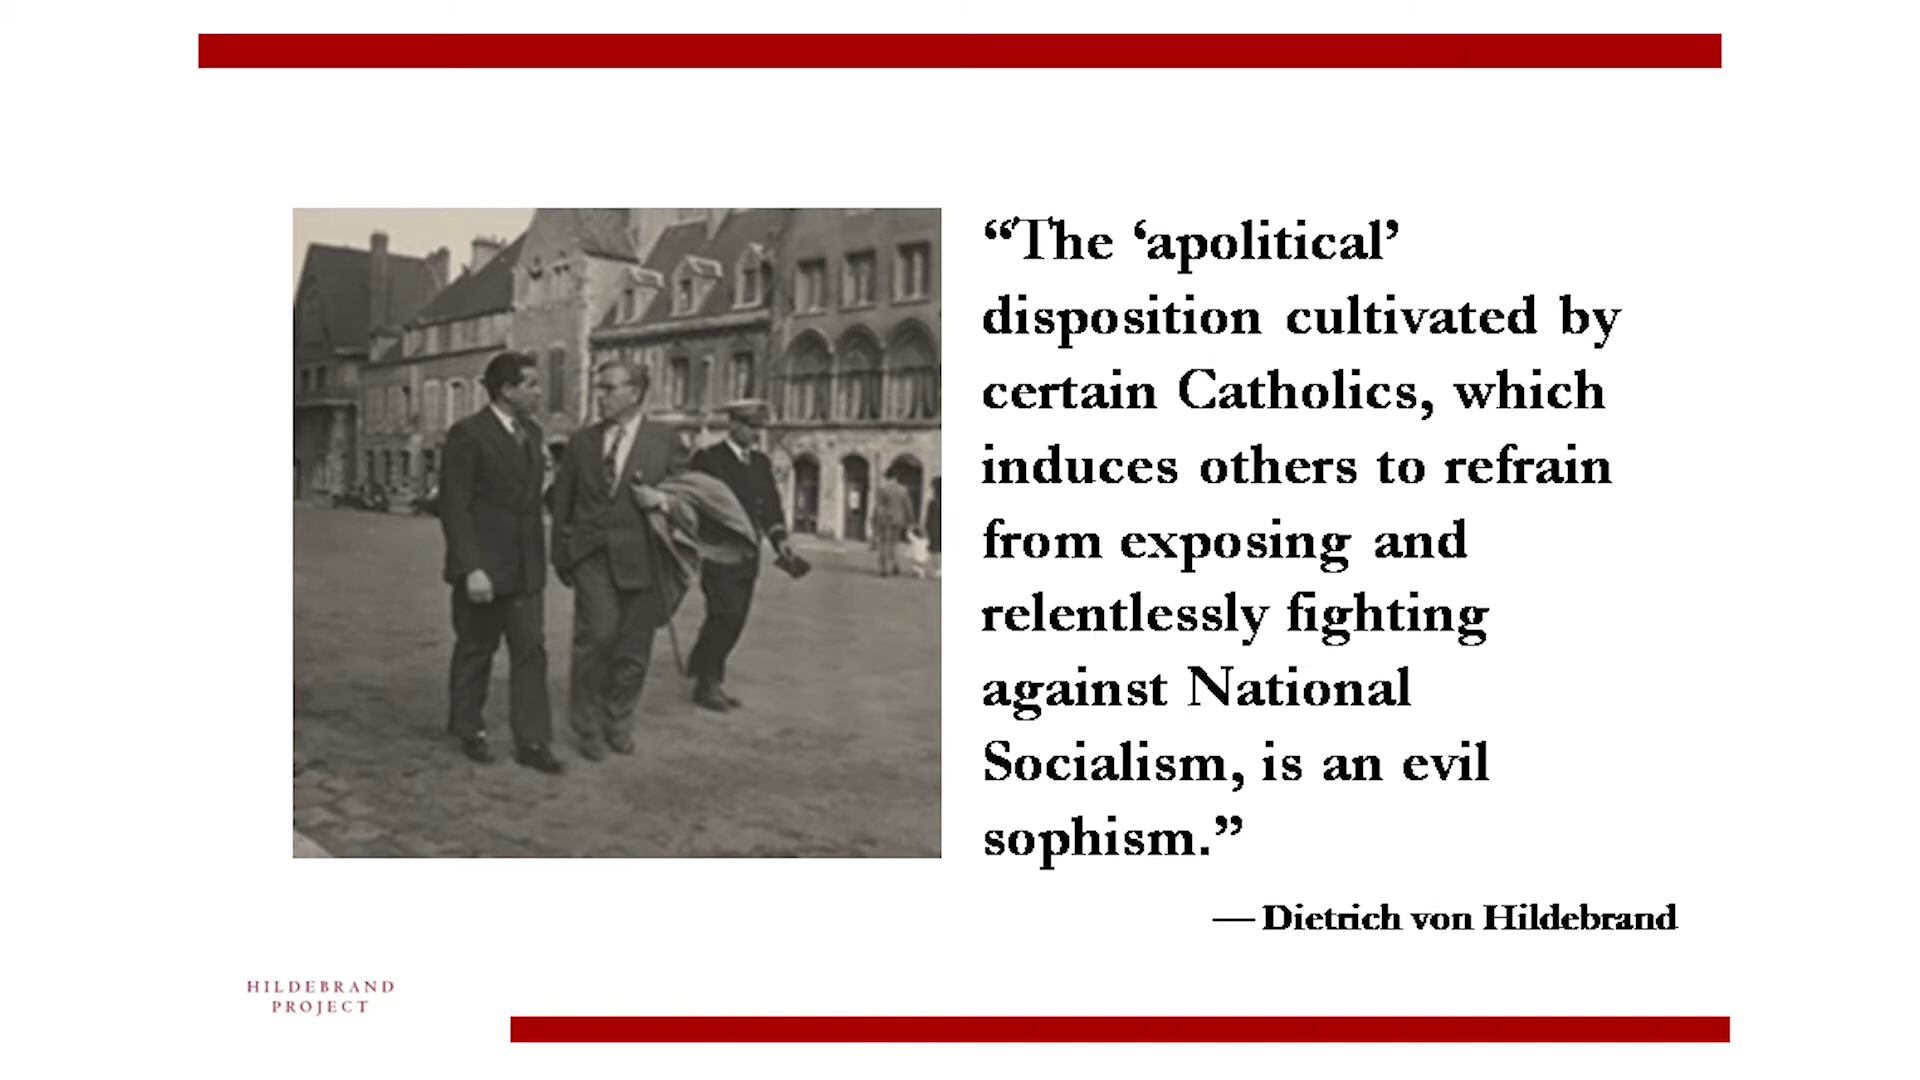 “The ‘apolitical’
disposition cultivated by
certain Catholics, which
induces others to refrain
from exposing and
relentlessly fighting
against National
Socialism, is an evil
sophism.”
— Dietrich von Hildebrand
HILDEBRAND
PROJECT